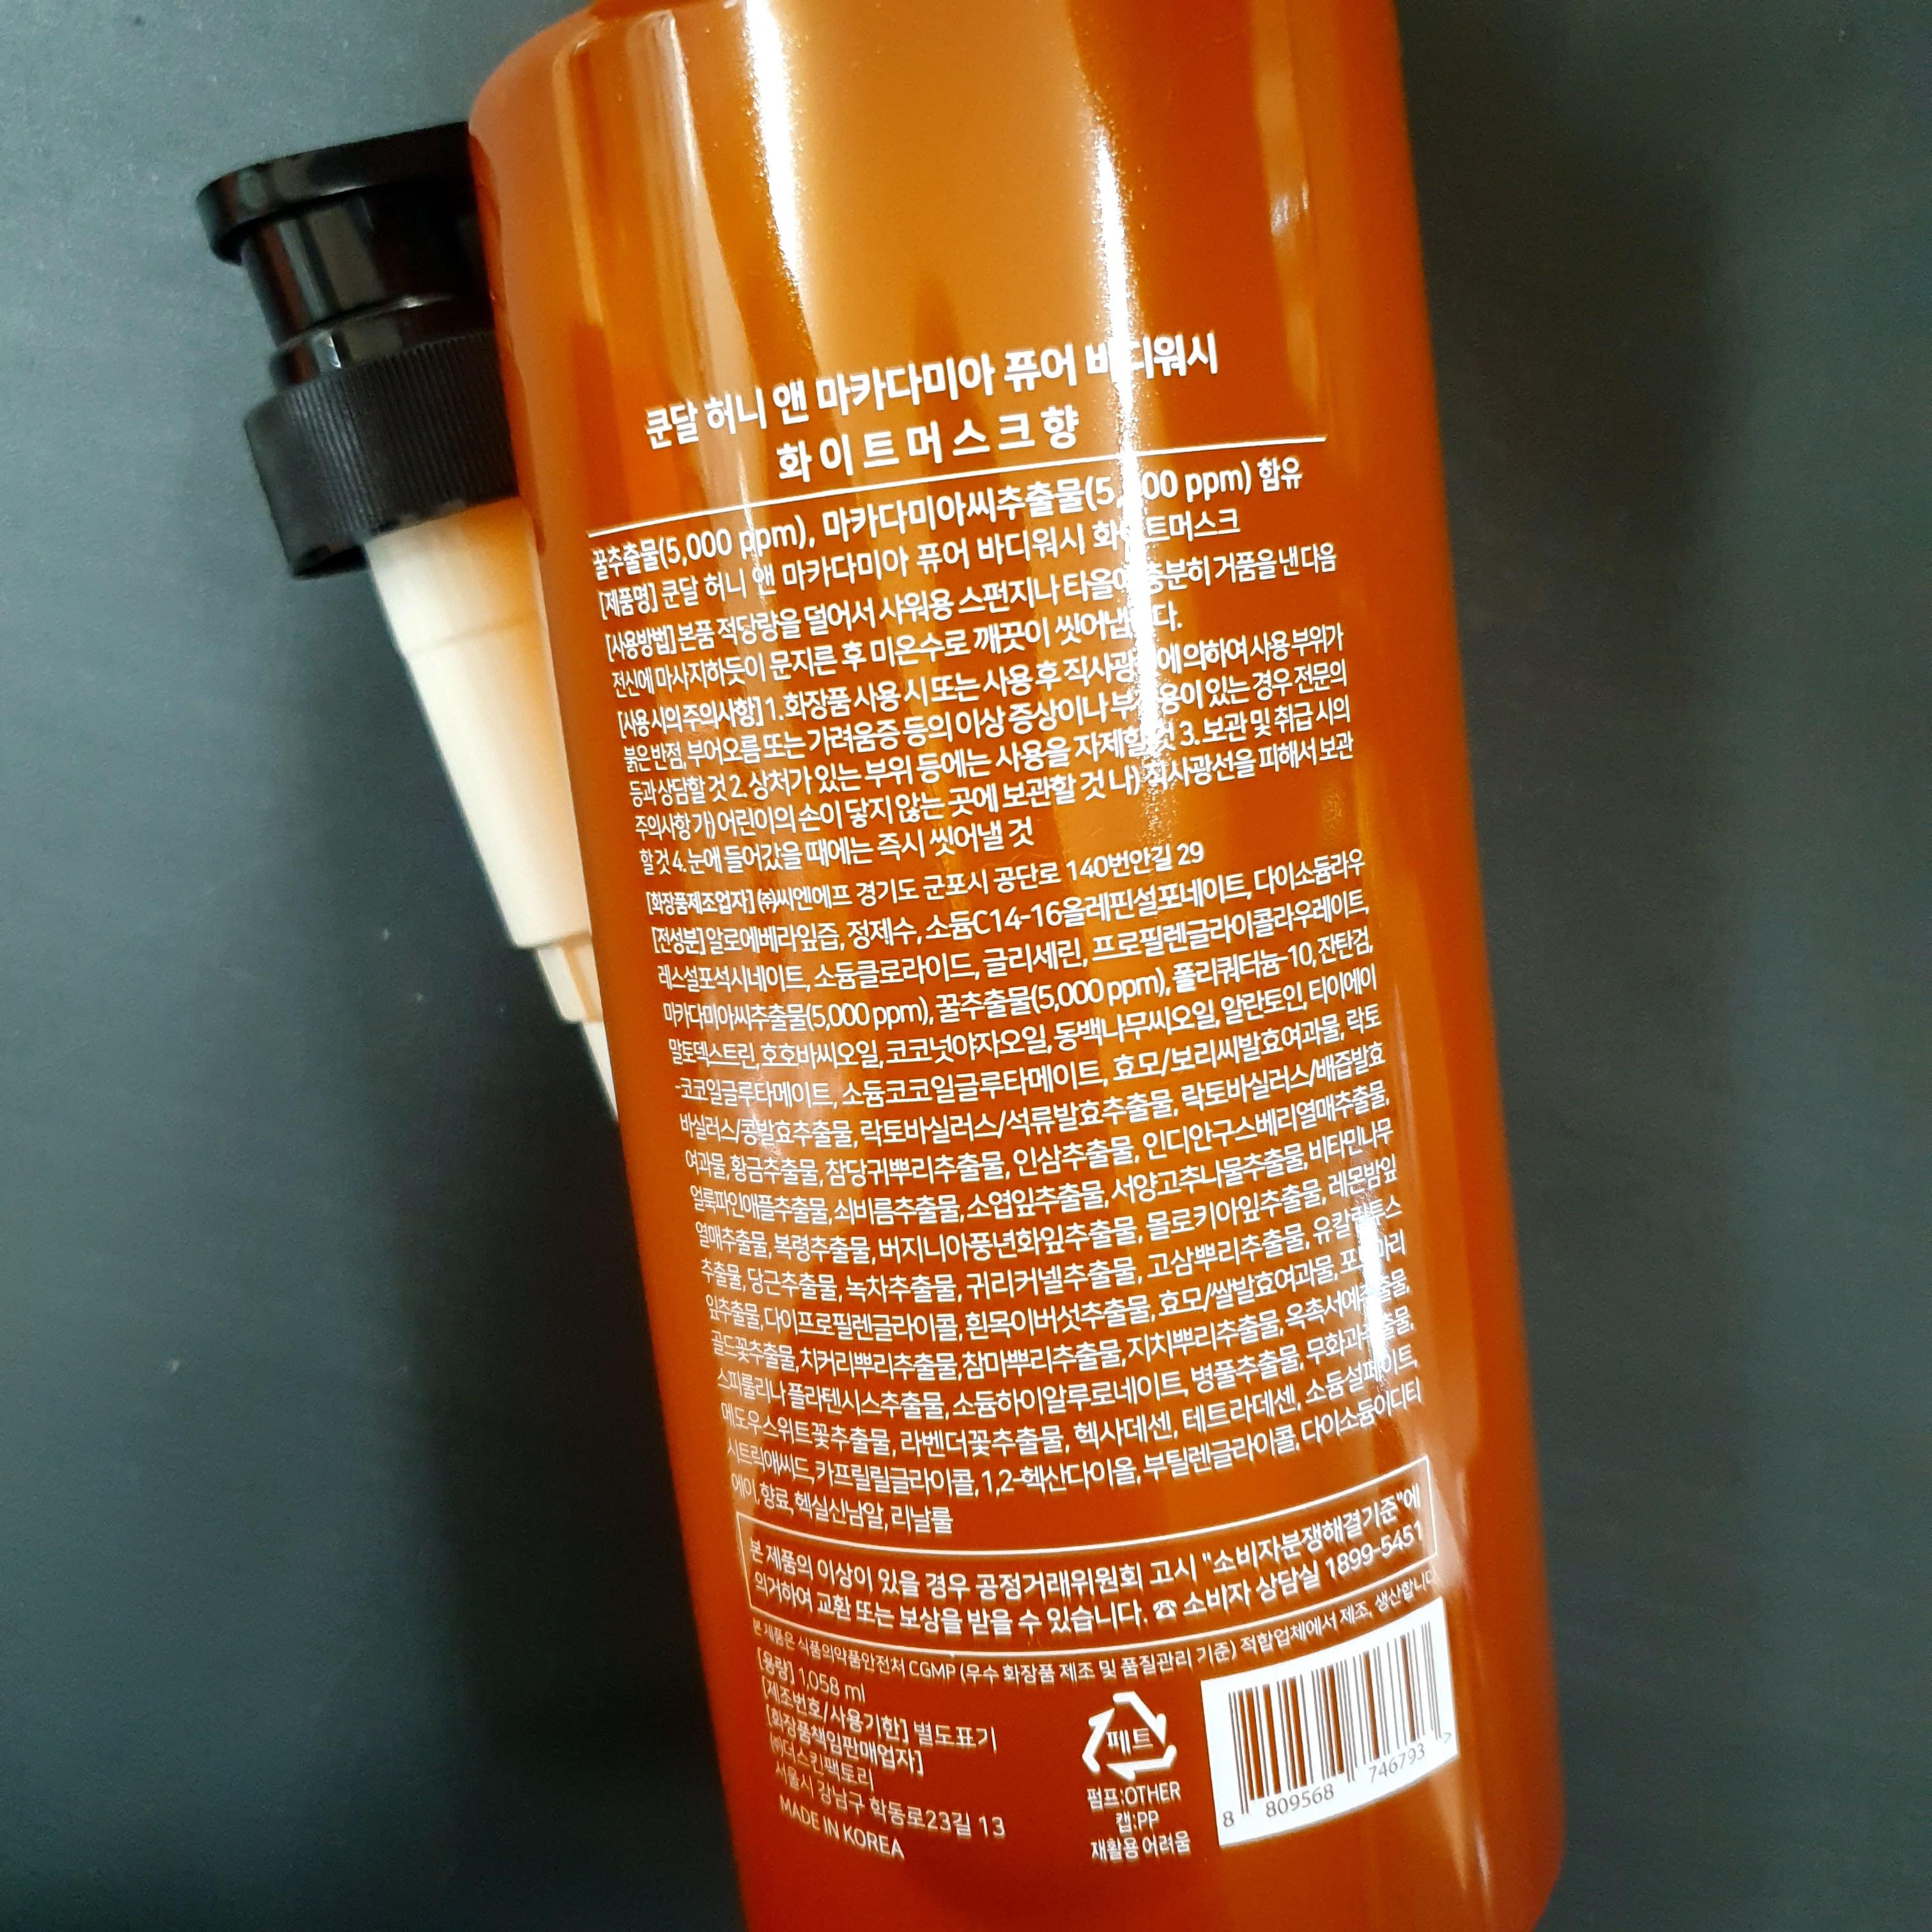 쿤달 허니 앤 마카다미아 퓨어 바디워시
화이트머스크향
꿀추출물(5,000 ppm), 마카다미아씨추출물(5,000 ppm) 함유
[제품명] 쿤달 허니 앤 마카다미아 퓨어 바디워시 화이트머스크
[사용방법] 본품 적당량을 덜어서 샤워용 스펀지나 타올에 충분히 거품을 낸 다음
전신에 마사지하듯이 문지른 후 미온수로 깨끗이 씻어냅니다.
[사용 시의 주의사항] 1. 화장품 사용 시 또는 사용 후 직사광선에 의하여 사용 부위가
붉은 반점, 부어오름 또는 가려움증 등의 이상 증상이나 부작용이 있는 경우 전문의
등과 상담할 것 2. 상처가 있는 부위 등에는 사용을 자제할 것 3. 보관 및 취급 시의
주의사항 가) 어린이의 손이 닿지 않는 곳에 보관할 것 나) 직사광선을 피해서 보관
할 것 4. 눈에 들어갔을 때에는 즉시 씻어낼 것
[화장품제조업자] ㈜씨엔에프 경기도 군포시 공단로 140번안길 29
[전성분] 알로에베라잎즙, 정제수, 소듐C14-16올레핀설포네이트, 다이소듐라우
레스설포석시네이트, 소듐클로라이드, 글리세린, 프로필렌글라이콜라우레이트,
마카다미아씨추출물(5,000 ppm), 꿀추출물(5,000 ppm), 폴리쿼터늄-10, 잔탄검,
말토덱스트린, 호호바씨오일, 코코넛야자오일, 동백나무씨오일, 알란토인, 티이에이
-코코일글루타메이트, 소듐코코일글루타메이트, 효모/보리씨발효여과물, 락토
바실러스/콩발효추출물, 락토바실러스/석류발효추출물, 락토바실러스/배즙발효
여과물, 황금추출물, 참당귀뿌리추출물, 인삼추출물, 인디안구스베리열매추출물,
얼룩파인애플추출물, 쇠비름추출물, 소엽잎추출물, 서양고추나물추출물, 비타민나무
열매추출물, 복령추출물, 버지니아풍년화잎추출물, 몰로키아잎추출물, 레몬밤잎
추출물, 당근추출물, 녹차추출물, 귀리커넬추출물, 고삼뿌리추출물, 유칼립투스
잎추출물, 다이프로필렌글라이콜, 흰목이버섯추출물, 효모/쌀발효여과물, 포트마리
골드꽃추출물, 치커리뿌리추출물, 참마뿌리추출물, 지치뿌리추출물, 옥촉서예추출물,
스피룰리나플라텐시스추출물, 소듐하이알루로네이트, 병풀추출물, 무화과추출물,
메도우스위트꽃추출물, 라벤더꽃추출물, 헥사데센, 테트라데센, 소듐설페이트,
시트릭애씨드, 카프릴릴글라이콜, 1,2-헥산다이올, 부틸렌글라이콜, 다이소듐이디티
에이, 향료, 헥실신남알, 리날룰
본 제품의 이상이 있을 경우 공정거래위원회 고시 "소비자분쟁해결기준"에
의거하여 교환 또는 보상을 받을 수 있습니다. ☎ 소비자 상담실 1899-5451
본 제품은 식품의약품안전처 CGMP (우수 화장품 제조 및 품질관리 기준) 적합업체에서 제조, 생산합니다
[용량] 1,058 ml
[제조번호/사용기한] 별도표기
[화장품책임판매업자]
㈜더스킨팩토리
서울시 강남구 학동로23길 13
MADE IN KOREA
페트
펌프:OTHER
캡:PP
재활용 어려움
8 809568 746793 >